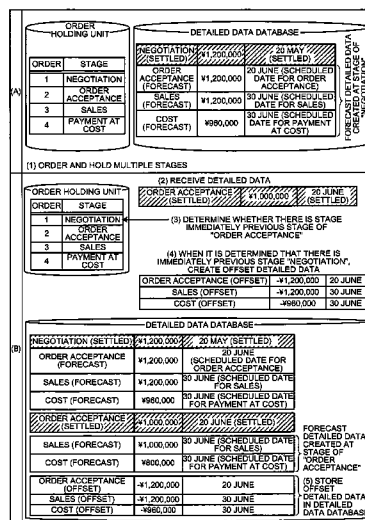 ORDER
HOLDING UNIT
ORDER STAGE
1 NEGOTIATION
2 ORDER
ACCEPTANCE
3 SALES
4 PAYMENT AT
COST
DETAILED DATA DATABASE
NEGOTIATION
(SETTLED) ¥1,200,000 20 MAY
(SETTLED)
ORDER
ACCEPTANCE
(FORECAST) ¥1,200,000 20 JUNE (SCHEDULED
DATE FOR ORDER
ACCEPTANCE)
SALES
(FORECAST) ¥1,200,000 30 JUNE (SCHEDULED
DATE FOR SALES)
COST
(FORECAST) ¥960,000 30 JUNE (SCHEDULED
DATE FOR PAYMENT
AT COST)
FORECAST DETAILED DATA
CREATED AT STAGE OF
"NEGOTIATION"
(A)
(1) ORDER AND HOLD MULTIPLE STAGES
(2) RECEIVE DETAILED DATA
ORDER ACCEPTANCE
(SETTLED) ¥1,000,000 20 JUNE
(SETTLED)
ORDER HOLDING UNIT
ORDER STAGE
1 NEGOTIATION
2 ORDER
ACCEPTANCE
3 SALES
4 PAYMENT AT
COST
(3) DETERMINE WHETHER THERE IS STAGE
IMMEDIATELY PREVIOUS STAGE OF
"ORDER ACCEPTANCE"
(4) WHEN IT IS DETERMINED THAT THERE IS
IMMEDIATELY PREVIOUS STAGE "NEGOTIATION",
CREATE OFFSET DETAILED DATA
ORDER ACCEPTANCE (OFFSET) -¥1,200,000 20 JUNE
SALES (OFFSET) -¥1,200,000 30 JUNE
COST (OFFSET) -¥960,000 30 JUNE
(B)
DETAILED DATA DATABASE
NEGOTIATION (SETTLED) ¥1,200,000 20 MAY (SETTLED)
ORDER ACCEPTANCE
(FORECAST) ¥1,200,000 20 JUNE
(SCHEDULED DATE FOR
ORDER ACCEPTANCE)
SALES (FORECAST) ¥1,200,000 30 JUNE (SCHEDULED DATE
FOR SALES)
COST (FORECAST) ¥960,000 30 JUNE (SCHEDULED DATE
FOR PAYMENT AT COST)
ORDER ACCEPTANCE
(SETTLED) ¥1,000,000 20 JUNE (SETTLED)
SALES (FORECAST) ¥1,000,000 30 JUNE (SCHEDULED DATE
FOR SALES)
COST (FORECAST) ¥800,000 30 JUNE (SCHEDULED DATE
FOR PAYMENT AT COST)
FORECAST
DETAILED DATA
CREATED AT
STAGE OF
"ORDER
ACCEPTANCE"
ORDER ACCEPTANCE
(OFFSET) -¥1,200,000 20 JUNE
SALES (OFFSET) -¥1,200,000 30 JUNE
COST (OFFSET) -¥960,000 30 JUNE
(5) STORE
OFFSET
DETAILED DATA
IN DETAILED
DATA DATABASE